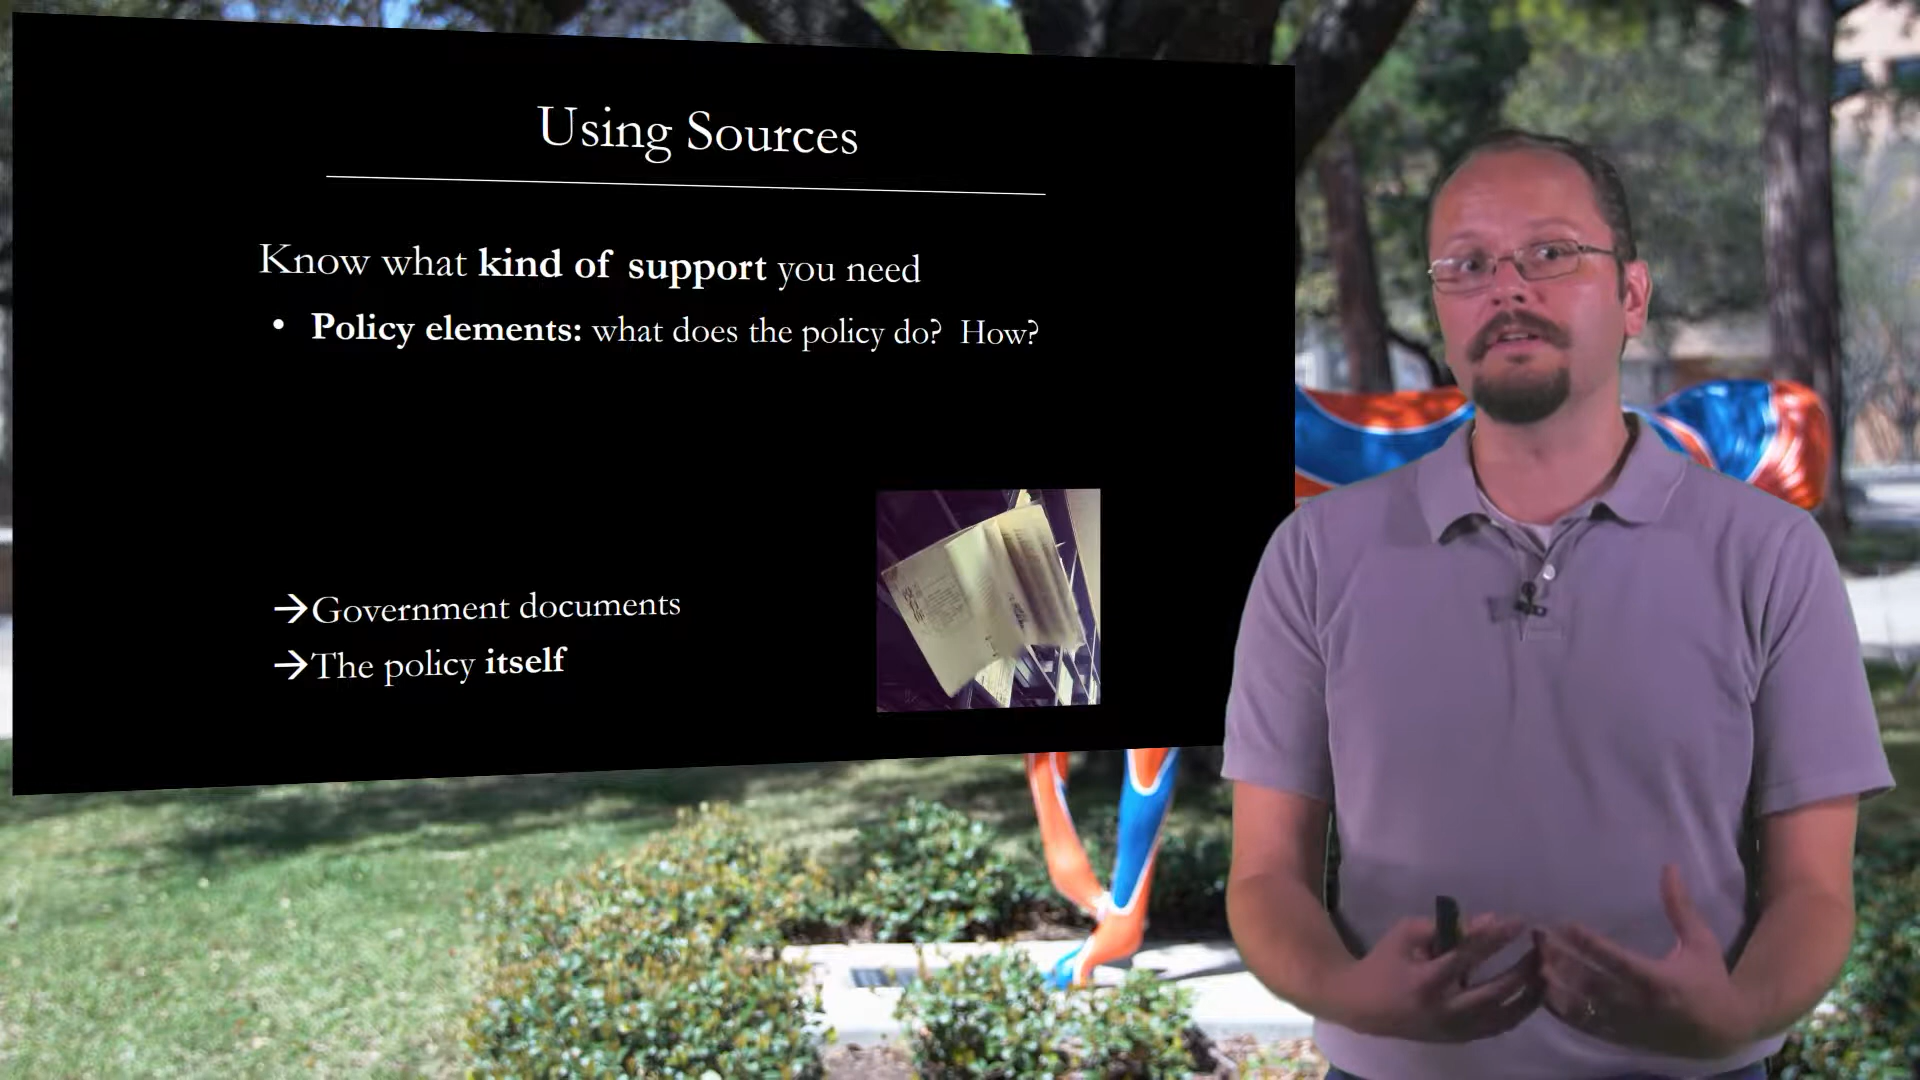 Using Sources
Know what kind of support you need
• Policy elements: what does the policy do? How?
→Government documents
→The policy itself